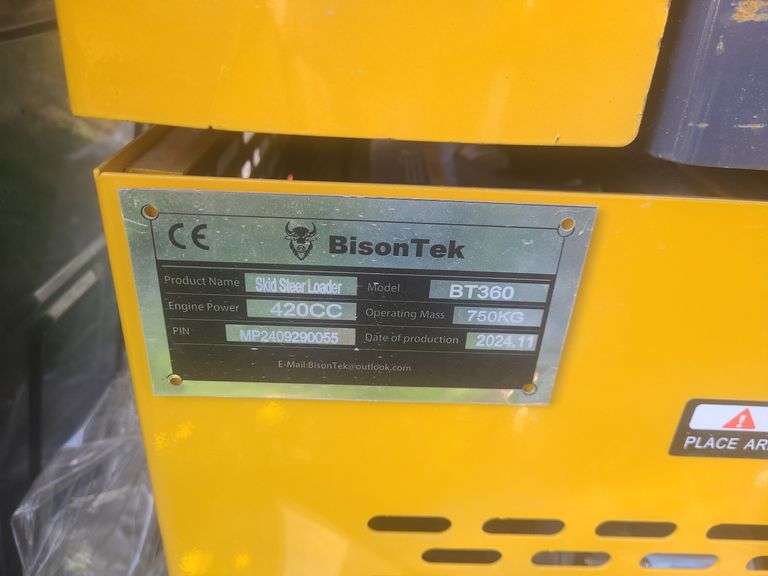 CE BisonTek
Product Name Skid Steer Loader Model BT360
Engine Power 420CC Operating Mass 750KG
PIN MP2409290055 Date of production 2024.11
E-Mail:BisonTek@outlook.com
PLACE